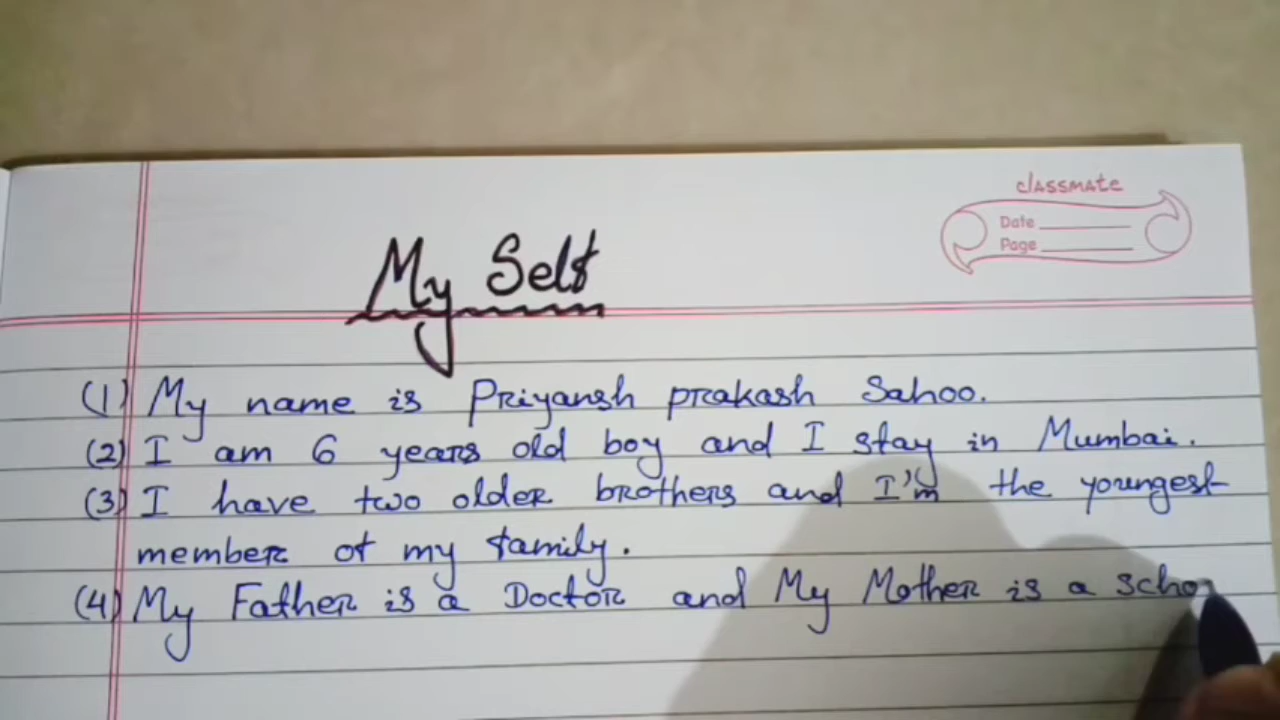 classmate
Date
Page
My Self
(1) My name is Priyansh prakash Sahoo.
(2) I am 6 years old boy and I stay in Mumbai.
(3) I have two older brothers and I'm the youngest
member of my family.
(4) My Father is a Doctor and My Mother is a scho